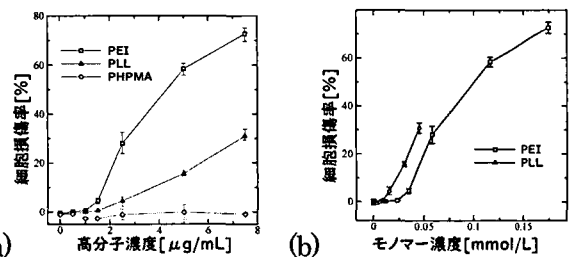 80
60
40
20
0
細胞損傷率[%]
PEI
PLL
PHPMA
0 2 4 6 8
高分子濃度[μg/mL]
a)
80
60
40
20
0
細胞損傷率[%]
PEI
PLL
0 0.05 0.1 0.15
モノマー濃度[mmol/L]
(b)